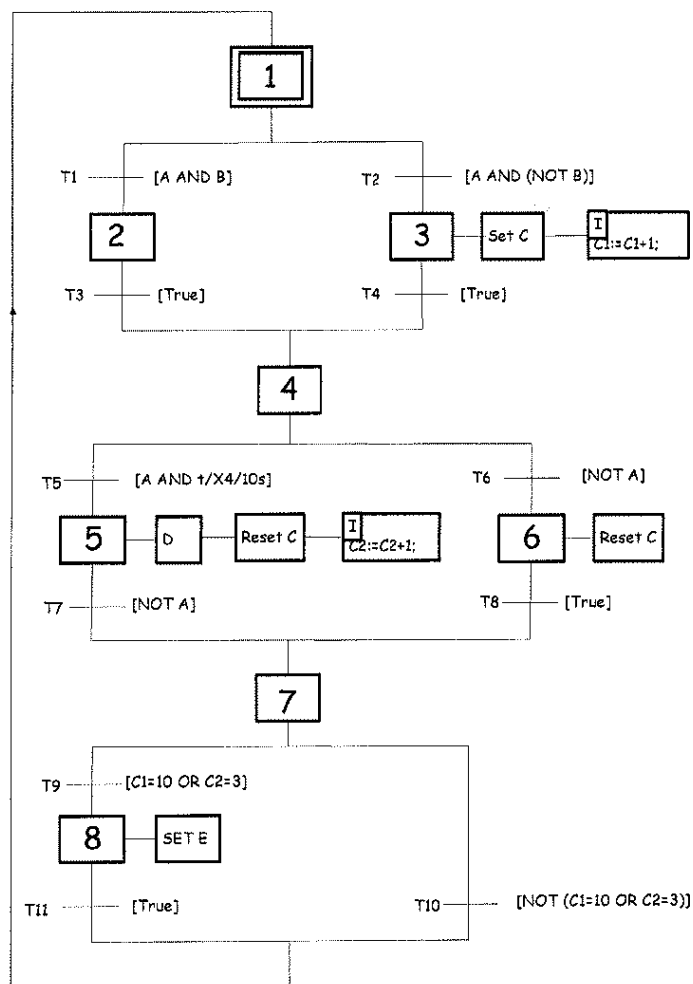 1
T1 [A AND B]
T2 [A AND (NOT B)]
2
3
Set C
I
C1:=C1+1;
T3 [True]
T4 [True]
4
T5 [A AND t/X4/10s]
T6 [NOT A]
5
D
Reset C
I
C2:=C2+1;
6
Reset C
T7 [NOT A]
T8 [True]
7
T9 [C1=10 OR C2=3]
8
SET E
T11 [True]
T10 [NOT (C1=10 OR C2=3)]